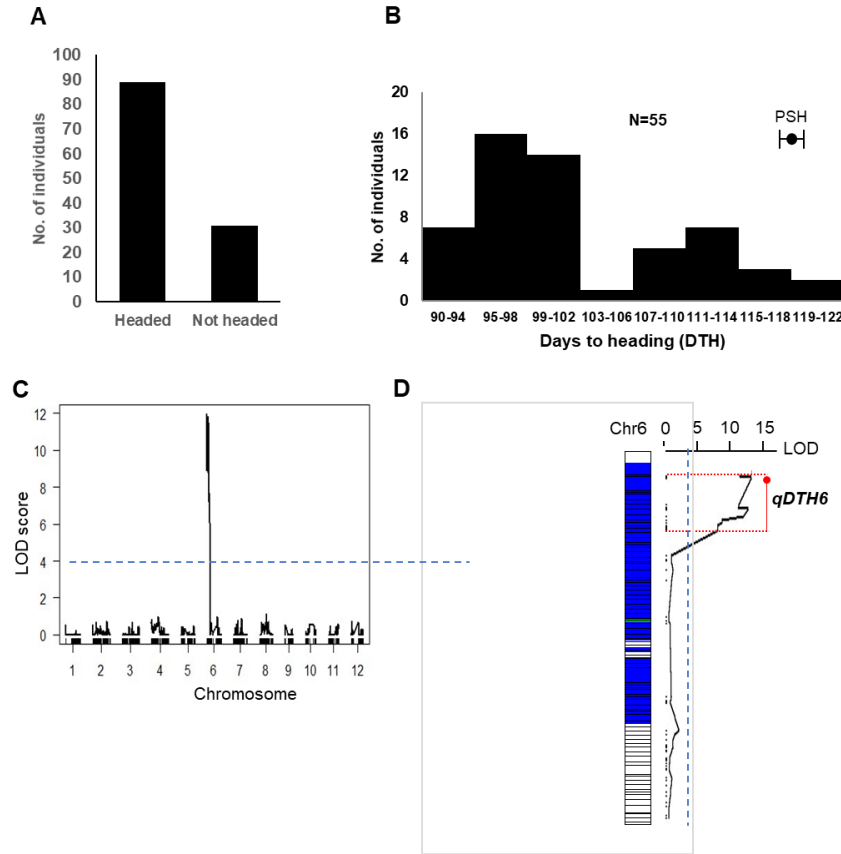 A
No. of individuals
100
90
80
70
60
50
40
30
20
10
0
Headed Not headed
B
No. of individuals
20
16
12
8
4
0
N=55
PSH
90-94 95-98 99-102 103-106 107-110 111-114 115-118 119-122
Days to heading (DTH)
C
LOD score
12
10
8
6
4
2
0
1 2 3 4 5 6 7 8 9 10 11 12
Chromosome
D
Chr6 0 5 10 15
LOD
qDTH6